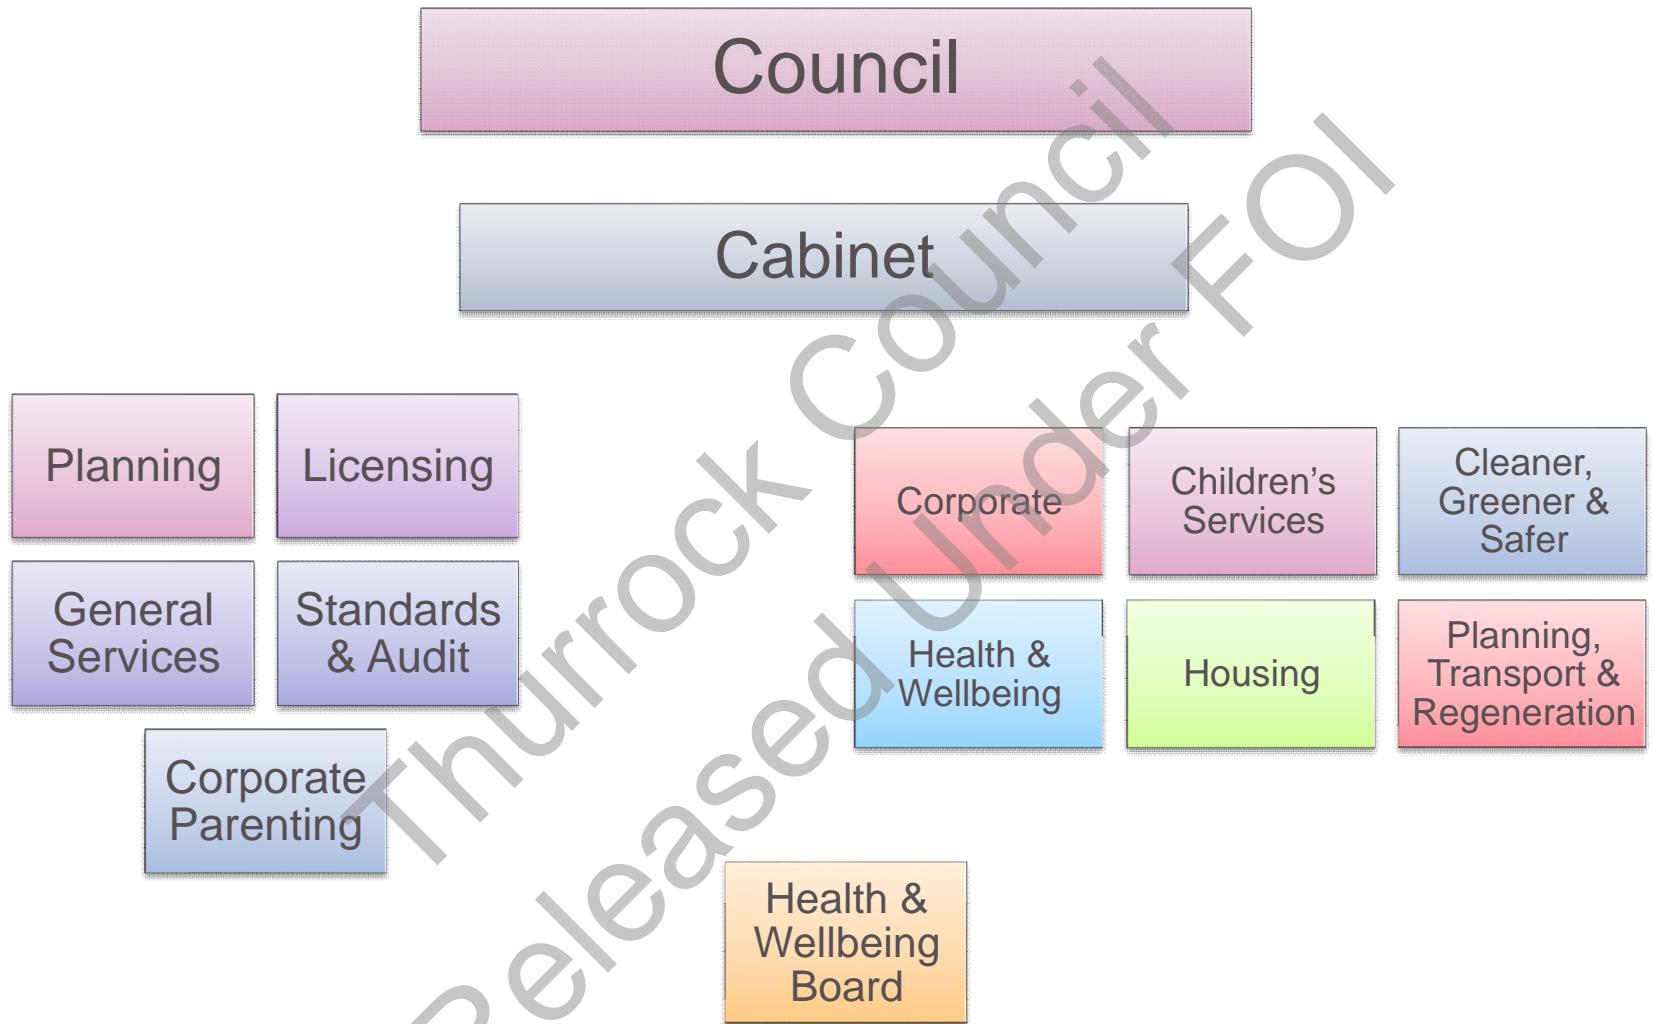 Council
Cabinet
Planning
Licensing
General
Services
Standards
& Audit
Corporate
Parenting
Corporate
Children’s
Services
Cleaner,
Greener &
Safer
Health &
Wellbeing
Housing
Planning,
Transport &
Regeneration
Health &
Wellbeing
Board
Thurrock Council
Released Under FOI